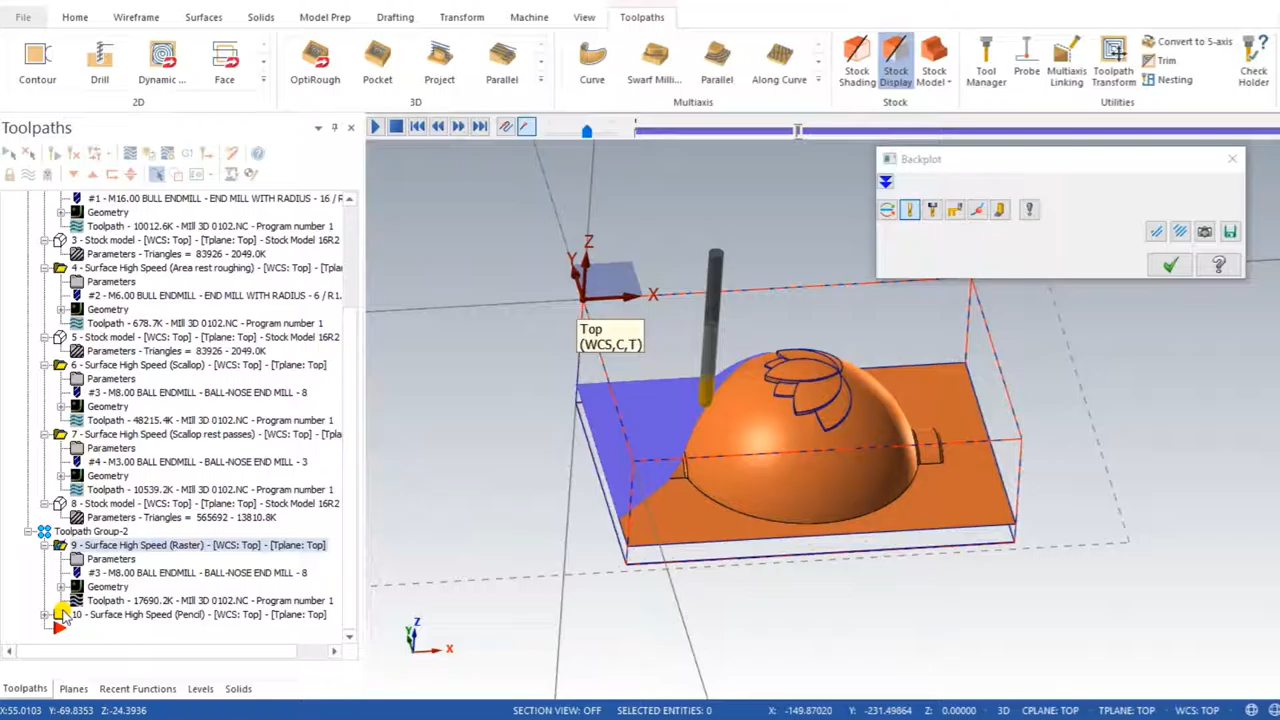 File Home Wireframe Surfaces Solids Model Prep Drafting Transform Machine View Toolpaths
Contour Drill Dynamic ... Face OptiRough Pocket Project Parallel Curve Swarf Milli... Parallel Along Curve Stock Shading Stock Display Stock Model Tool Manager Probe Multiaxis Linking Toolpath Transform Convert to 5-axis Trim Nesting Check Holder
2D 3D Multiaxis Stock Utilities
Toolpaths
G1
#1 - M16.00 BULL ENDMILL - END MILL WITH RADIUS - 16 / R
Geometry
Toolpath - 10012.6K - MIll 3D 0102.NC - Program number 1
3 - Stock model - [WCS: Top] - [Tplane: Top] - Stock Model 16R2
Parameters - Triangles = 83926 - 2049.0K
4 - Surface High Speed (Area rest roughing) - [WCS: Top] - [Tplan
Parameters
#2 - M6.00 BULL ENDMILL - END MILL WITH RADIUS - 6 / R1.
Geometry
Toolpath - 678.7K - MIll 3D 0102.NC - Program number 1
5 - Stock model - [WCS: Top] - [Tplane: Top] - Stock Model 16R2
Parameters - Triangles = 83926 - 2049.0K
6 - Surface High Speed (Scallop) - [WCS: Top] - [Tplane: Top]
Parameters
#3 - M8.00 BALL ENDMILL - BALL-NOSE END MILL - 8
Geometry
Toolpath - 48215.4K - MIll 3D 0102.NC - Program number 1
7 - Surface High Speed (Scallop rest passes) - [WCS: Top] - [Tplan
Parameters
#4 - M3.00 BALL ENDMILL - BALL-NOSE END MILL - 3
Geometry
Toolpath - 10539.2K - MIll 3D 0102.NC - Program number 1
8 - Stock model - [WCS: Top] - [Tplane: Top] - Stock Model 16R2
Parameters - Triangles = 565692 - 13810.8K
Toolpath Group-2
9 - Surface High Speed (Raster) - [WCS: Top] - [Tplane: Top]
Parameters
#3 - M8.00 BALL ENDMILL - BALL-NOSE END MILL - 8
Geometry
Toolpath - 17690.2K - MIll 3D 0102.NC - Program number 1
10 - Surface High Speed (Pencil) - [WCS: Top] - [Tplane: Top]
Toolpaths Planes Recent Functions Levels Solids
Backplot
Z
Y
X
Top
(WCS,C,T)
Z
Y
X
X:55.0103 Y:-69.8353 Z:-24.3936 SECTION VIEW: OFF SELECTED ENTITIES: 0 X: -149.87020 Y: -231.49864 Z: 0.00000 3D CPLANE: TOP TPLANE: TOP WCS: TOP